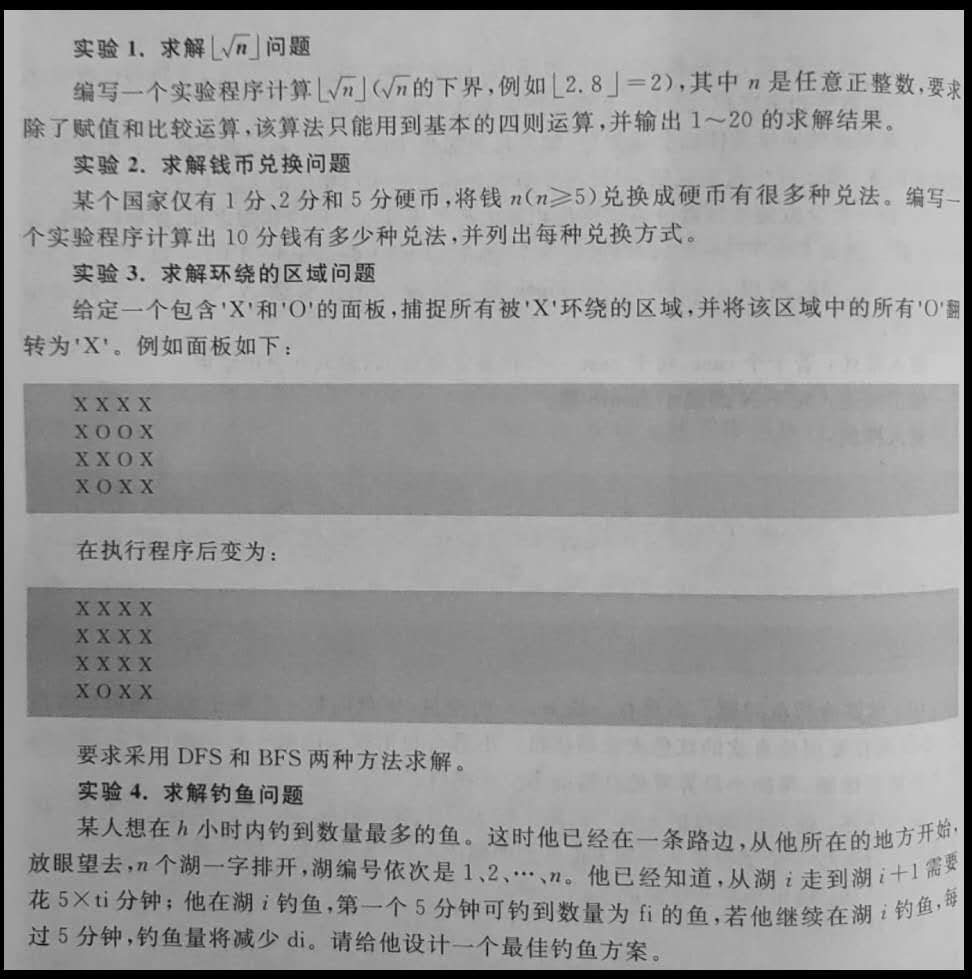 实验 1. 求解⌊√n⌋问题
编写一个实验程序计算⌊√n⌋(√n的下界,例如⌊2.8⌋=2),其中 n 是任意正整数,要求
除了赋值和比较运算,该算法只能用到基本的四则运算,并输出 1～20 的求解结果。
实验 2. 求解钱币兑换问题
某个国家仅有 1 分、2 分和 5 分硬币,将钱 n(n≥5)兑换成硬币有很多种兑法。编写一
个实验程序计算出 10 分钱有多少种兑法,并列出每种兑换方式。
实验 3. 求解环绕的区域问题
给定一个包含'X'和'O'的面板,捕捉所有被'X'环绕的区域,并将该区域中的所有'O'翻
转为'X'。例如面板如下:
X X X X
X O O X
X X O X
X O X X
在执行程序后变为:
X X X X
X X X X
X X X X
X O X X
要求采用 DFS 和 BFS 两种方法求解。
实验 4. 求解钓鱼问题
某人想在 h 小时内钓到数量最多的鱼。这时他已经在一条路边,从他所在的地方开始,
放眼望去,n 个湖一字排开,湖编号依次是 1、2、…、n。他已经知道,从湖 i 走到湖 i+1 需要
花 5×ti 分钟; 他在湖 i 钓鱼,第一个 5 分钟可钓到数量为 fi 的鱼,若他继续在湖 i 钓鱼,每
过 5 分钟,钓鱼量将减少 di。请给他设计一个最佳钓鱼方案。